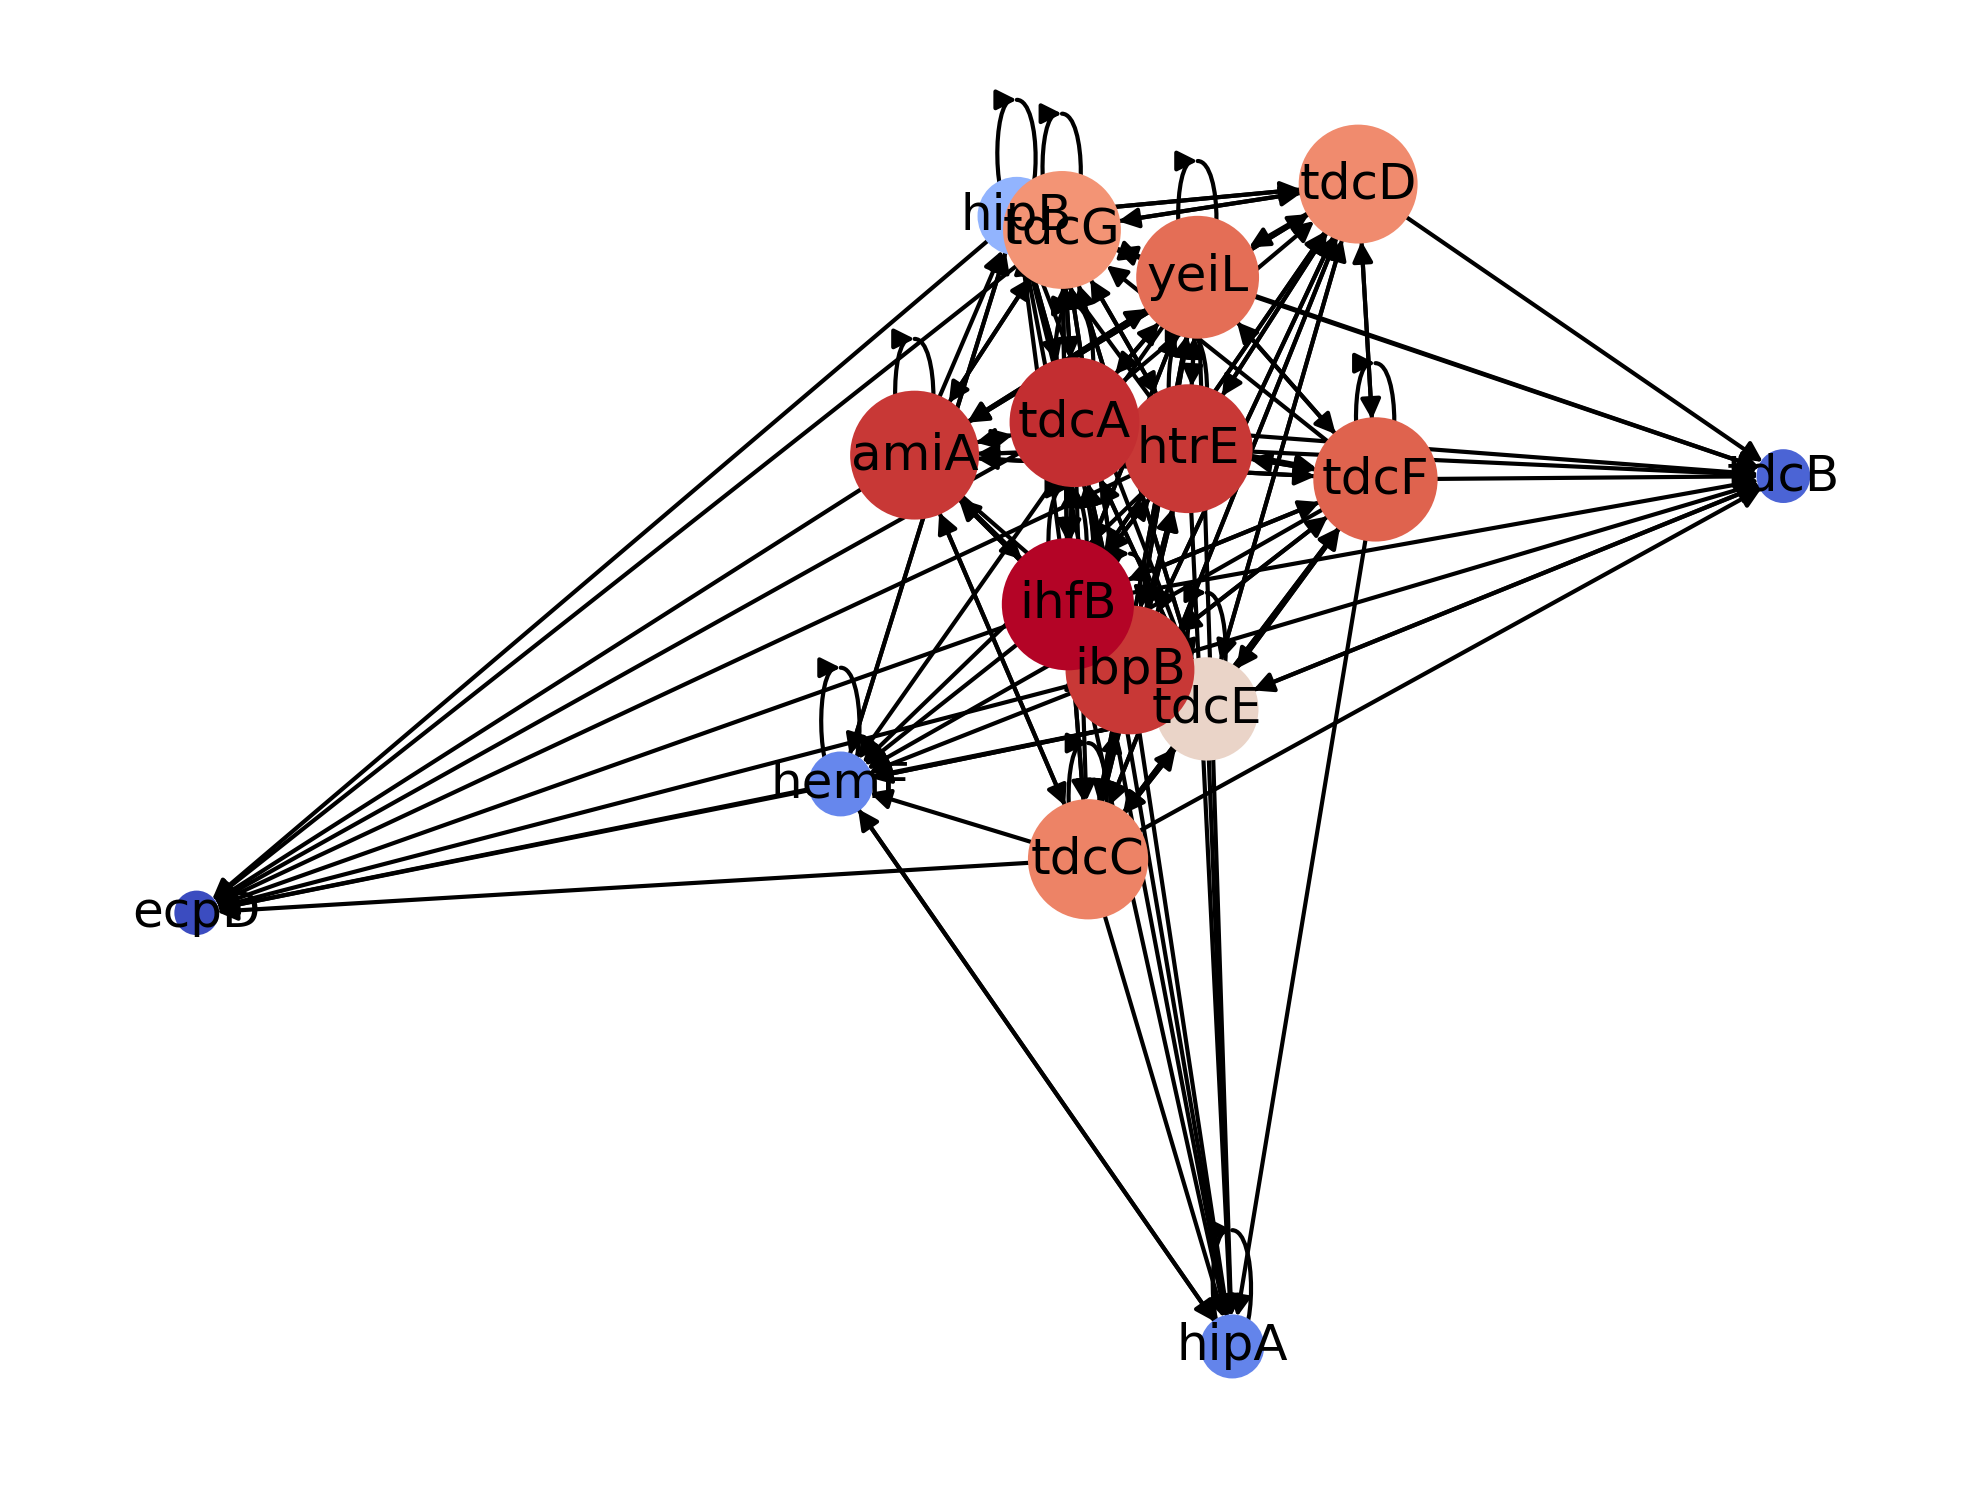 tdcD
hipB
tdcG
yeiL
tdcA
htrE
amiA
tdcF
tdcB
ihfB
ibpB
tdcE
hemF
tdcC
ecpD
hipA